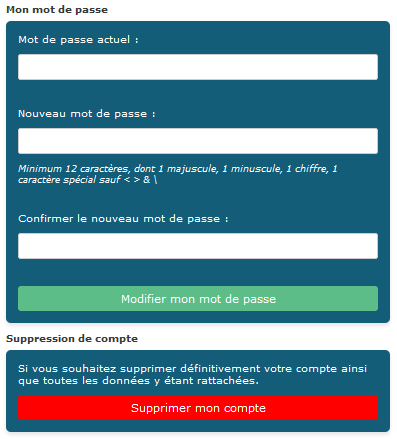 Mon mot de passe
Mot de passe actuel :
Nouveau mot de passe :
Minimum 12 caractères, dont 1 majuscule, 1 minuscule, 1 chiffre, 1
caractère spécial sauf < > & \
Confirmer le nouveau mot de passe :
Modifier mon mot de passe
Suppression de compte
Si vous souhaitez supprimer définitivement votre compte ainsi
que toutes les données y étant rattachées.
Supprimer mon compte